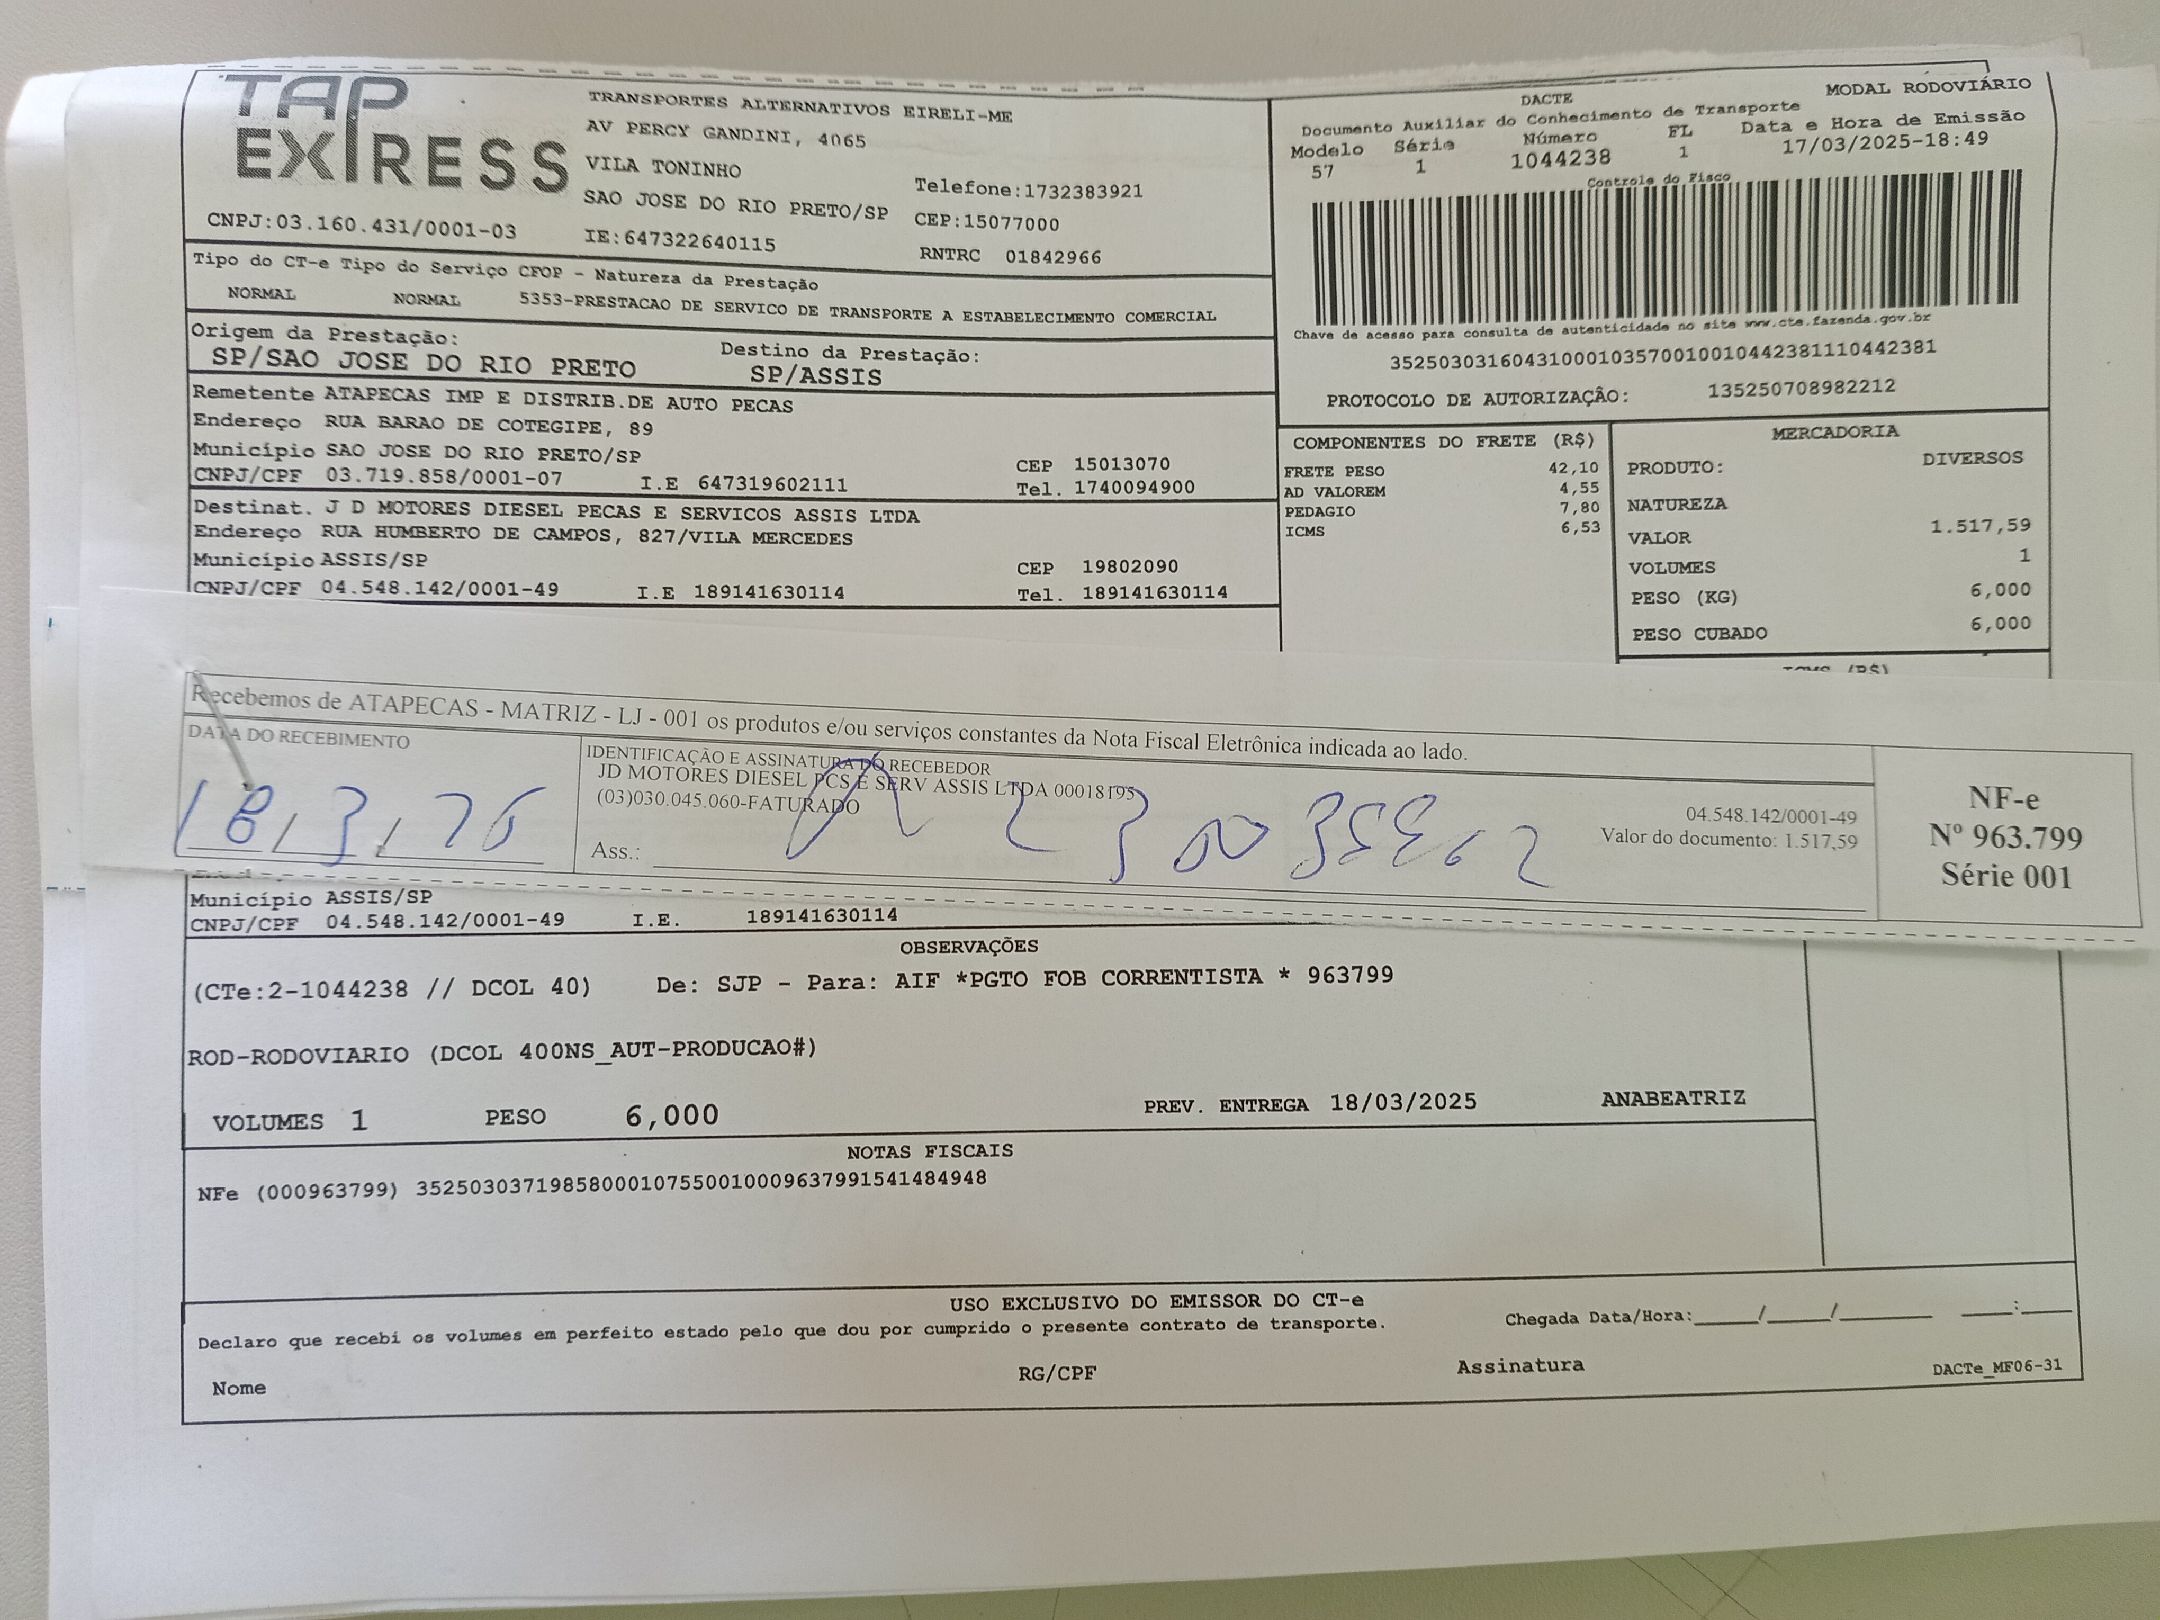 TAP EXPRESS
TRANSPORTES ALTERNATIVOS EIRELI-ME
AV PERCY GANDINI, 4065
VILA TONINHO
SAO JOSE DO RIO PRETO/SP
Telefone:1732383921
CEP:15077000
CNPJ:03.160.431/0001-03
IE:647322640115
RNTRC 01842966
MODAL RODOVIÁRIO
DACTE
Documento Auxiliar do Conhecimento de Transporte
Modelo Série Número FL Data e Hora de Emissão
57 1 1044238 1 17/03/2025-18:49
Controle do Fisco
Chave de acesso para consulta de autenticidade no site www.cte.fazenda.gov.br
35250303160431000103570010010442381110442381
PROTOCOLO DE AUTORIZAÇÃO: 135250708982212
Tipo do CT-e Tipo do Serviço CFOP - Natureza da Prestação
NORMAL NORMAL 5353-PRESTACAO DE SERVICO DE TRANSPORTE A ESTABELECIMENTO COMERCIAL
Origem da Prestação: Destino da Prestação:
SP/SAO JOSE DO RIO PRETO SP/ASSIS
Remetente ATAPECAS IMP E DISTRIB.DE AUTO PECAS
Endereço RUA BARAO DE COTEGIPE, 89
Município SAO JOSE DO RIO PRETO/SP CEP 15013070
CNPJ/CPF 03.719.858/0001-07 I.E 647319602111 Tel. 1740094900
Destinat. J D MOTORES DIESEL PECAS E SERVICOS ASSIS LTDA
Endereço RUA HUMBERTO DE CAMPOS, 827/VILA MERCEDES
Município ASSIS/SP CEP 19802090
CNPJ/CPF 04.548.142/0001-49 I.E 189141630114 Tel. 189141630114
COMPONENTES DO FRETE (R$)
FRETE PESO 42,10
AD VALOREM 4,55
PEDAGIO 7,80
ICMS 6,53
MERCADORIA
PRODUTO: DIVERSOS
NATUREZA
VALOR 1.517,59
VOLUMES 1
PESO (KG) 6,000
PESO CUBADO 6,000
Recebemos de ATAPECAS - MATRIZ - LJ - 001 os produtos e/ou serviços constantes da Nota Fiscal Eletrônica indicada ao lado.
DATA DO RECEBIMENTO
18/3/
IDENTIFICAÇÃO E ASSINATURA DO RECEBEDOR
JD MOTORES DIESEL PCS E SERV ASSIS LTDA 00018195
(03)030.045.060-FATURADO
04.548.142/0001-49
Valor do documento: 1.517,59
Ass.:
NF-e
Nº 963.799
Série 001
Município ASSIS/SP
CNPJ/CPF 04.548.142/0001-49 I.E. 189141630114
OBSERVAÇÕES
(CTe:2-1044238 // DCOL 40) De: SJP - Para: AIF *PGTO FOB CORRENTISTA * 963799
ROD-RODOVIARIO (DCOL 400NS_AUT-PRODUCAO#)
VOLUMES 1 PESO 6,000 PREV. ENTREGA 18/03/2025 ANABEATRIZ
NOTAS FISCAIS
NFe (000963799) 35250303719858000107550010009637991541484948
USO EXCLUSIVO DO EMISSOR DO CT-e
Declaro que recebi os volumes em perfeito estado pelo que dou por cumprido o presente contrato de transporte.
Chegada Data/Hora:____/____/______ ____:____
Nome RG/CPF Assinatura DACTe_MF06-31